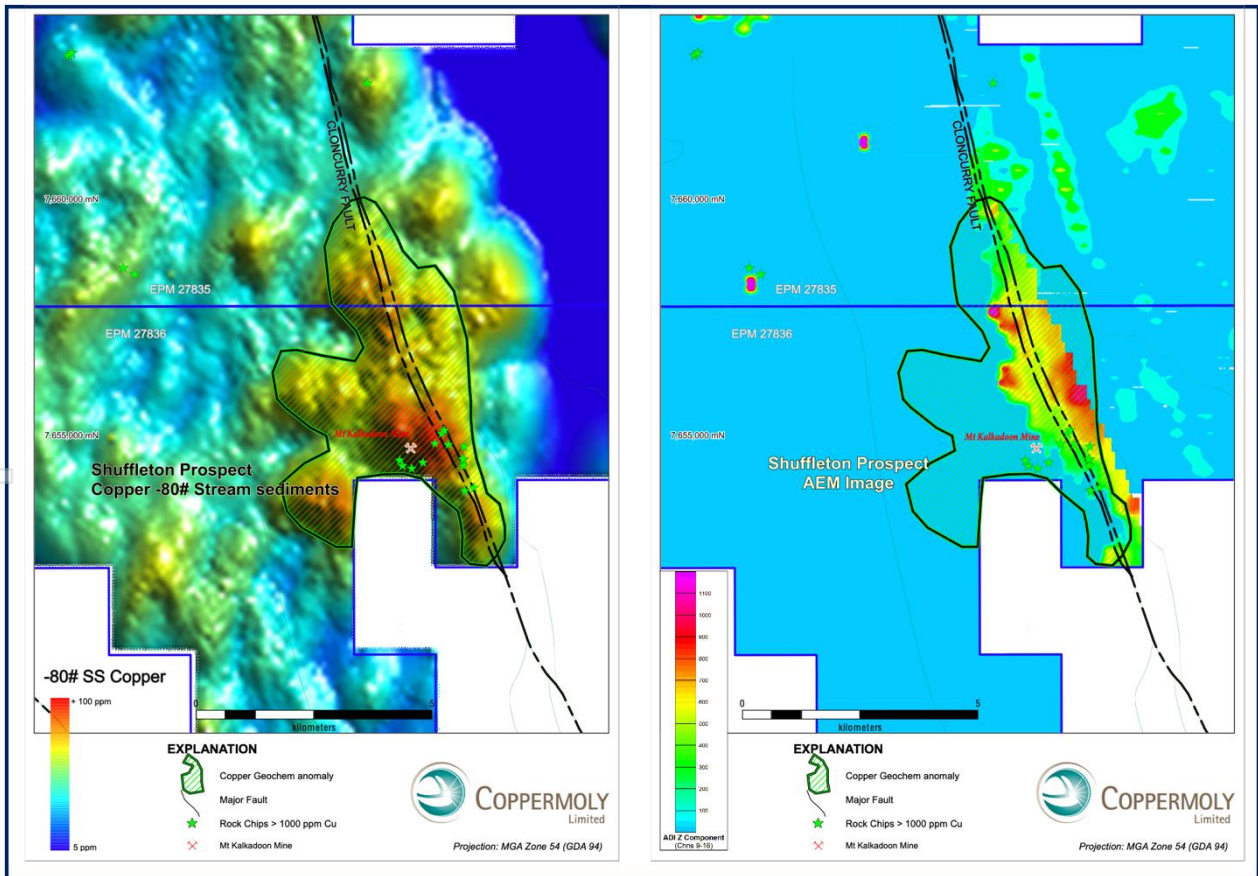 CLONCURRY FAULT
7,660,000 mN
EPM 27835
EPM 27836
7,655,000 mN
Mt Kalkadoon Mine
Shuffleton Prospect
Copper -80# Stream sediments
-80# SS Copper
+ 100 ppm
5 ppm
0
5
kilometers
EXPLANATION
Copper Geochem anomaly
Major Fault
Rock Chips > 1000 ppm Cu
Mt Kalkadoon Mine
COPPERMOLY
Limited
Projection: MGA Zone 54 (GDA 94)
CLONCURRY FAULT
7,660,000 mN
EPM 27835
EPM 27836
7,655,000 mN
Mt Kalkadoon Mine
Shuffleton Prospect
AEM Image
1100
1000
900
800
700
600
500
400
300
200
100
ADI Z Component
(Chns 9-16)
0
5
kilometers
EXPLANATION
Copper Geochem anomaly
Major Fault
Rock Chips > 1000 ppm Cu
Mt Kalkadoon Mine
COPPERMOLY
Limited
Projection: MGA Zone 54 (GDA 94)